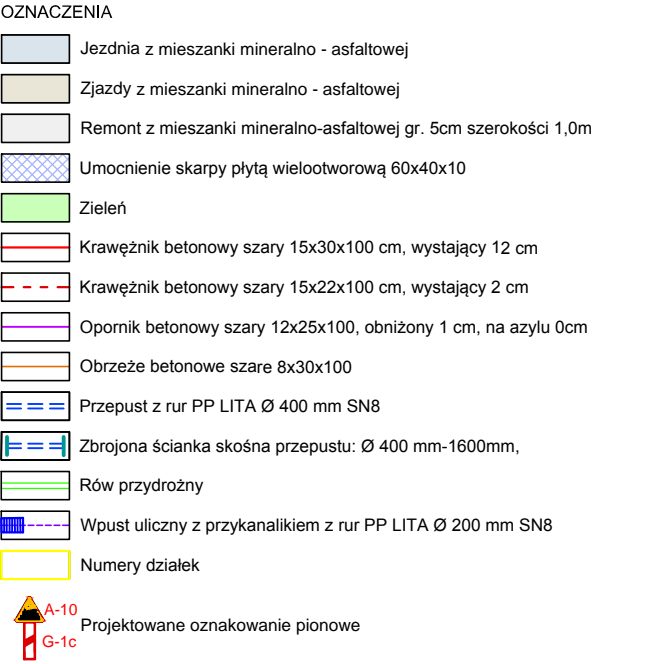 OZNACZENIA
Jezdnia z mieszanki mineralno - asfaltowej
Zjazdy z mieszanki mineralno - asfaltowej
Remont z mieszanki mineralno-asfaltowej gr. 5cm szerokości 1,0m
Umocnienie skarpy płytą wielootworową 60x40x10
Zieleń
Krawężnik betonowy szary 15x30x100 cm, wystający 12 cm
Krawężnik betonowy szary 15x22x100 cm, wystający 2 cm
Opornik betonowy szary 12x25x100, obniżony 1 cm, na azylu 0cm
Obrzeże betonowe szare 8x30x100
Przepust z rur PP LITA Ø 400 mm SN8
Zbrojona ścianka skośna przepustu: Ø 400 mm-1600mm,
Rów przydrożny
Wpust uliczny z przykanalikiem z rur PP LITA Ø 200 mm SN8
Numery działek
A-10
Projektowane oznakowanie pionowe
G-1c